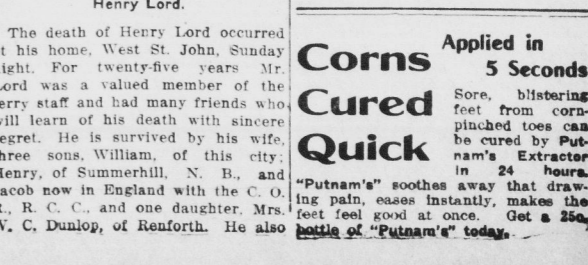 Henry Lord.
The death of Henry Lord occurred
at his home, West St. John, Sunday
night. For twenty-five years Mr.
Lord was a valued member of the
ferry staff and had many friends who
will learn of his death with sincere
regret. He is survived by his wife,
three sons, William, of this city;
Henry, of Summerhill, N. B., and
Jacob now in England with the C. O.
R. C. C., and one daughter, Mrs.
W. C. Dunlop, of Renforth. He also
Corns
Cured
Quick
Applied in
5 Seconds
Sore, blistering
feet from corn-
pinched toes can
be cured by Put-
nam's Extractor
in 24 hours.
"Putnam's" soothes away that draw-
ing pain, eases instantly, makes the
feet feel good at once. Get a 25c.
bottle of "Putnam's" today.